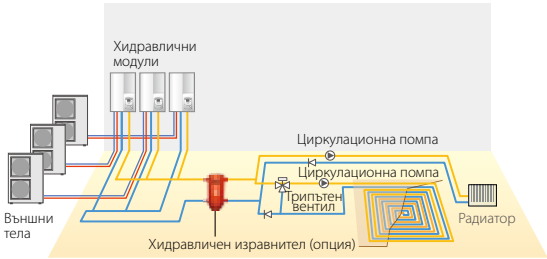 Хидравлични
модули
Циркулационна помпа
Циркулационна помпа
Трипътен
вентил
Външни
тела
Радиатор
Хидравличен изравнител (опция)